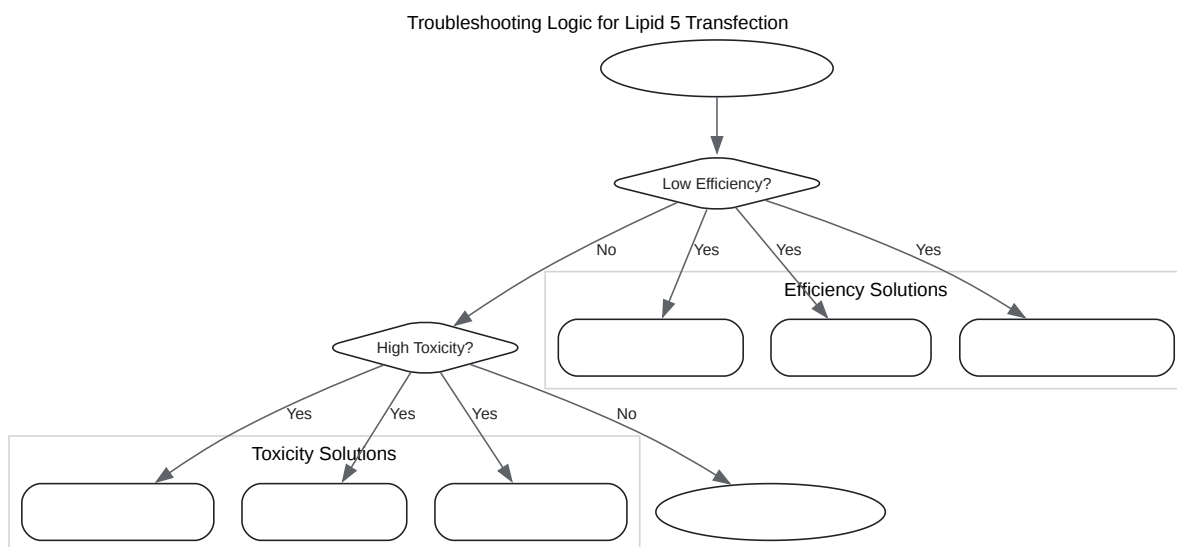 Troubleshooting Logic for Lipid 5 Transfection
Low Efficiency?
No
Yes
Yes
Yes
Efficiency Solutions
High Toxicity?
Yes
Yes
Yes
No
Toxicity Solutions